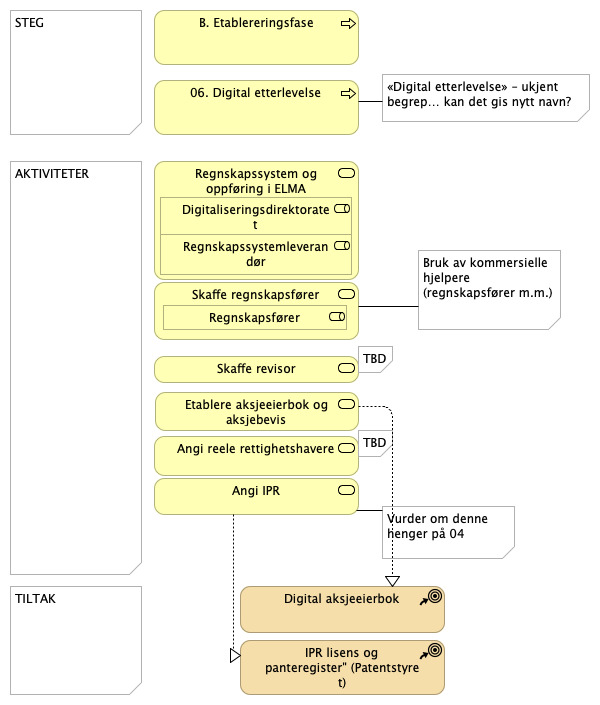 STEG
B. Etablereringsfase
06. Digital etterlevelse
«Digital etterlevelse» – ukjent
begrep... kan det gis nytt navn?
AKTIVITETER
Regnskapssystem og
oppføring i ELMA
Digitaliseringsdirektorate
t
Regnskapssystemleveran
dør
Skaffe regnskapsfører
Regnskapsfører
Bruk av kommersielle
hjelpere
(regnskapsfører m.m.)
Skaffe revisor
TBD
Etablere aksjeeierbok og
aksjebevis
Angi reele rettighetshavere
TBD
Angi IPR
Vurder om denne
henger på 04
TILTAK
Digital aksjeeierbok
IPR lisens og
panteregister" (Patentstyre
t)